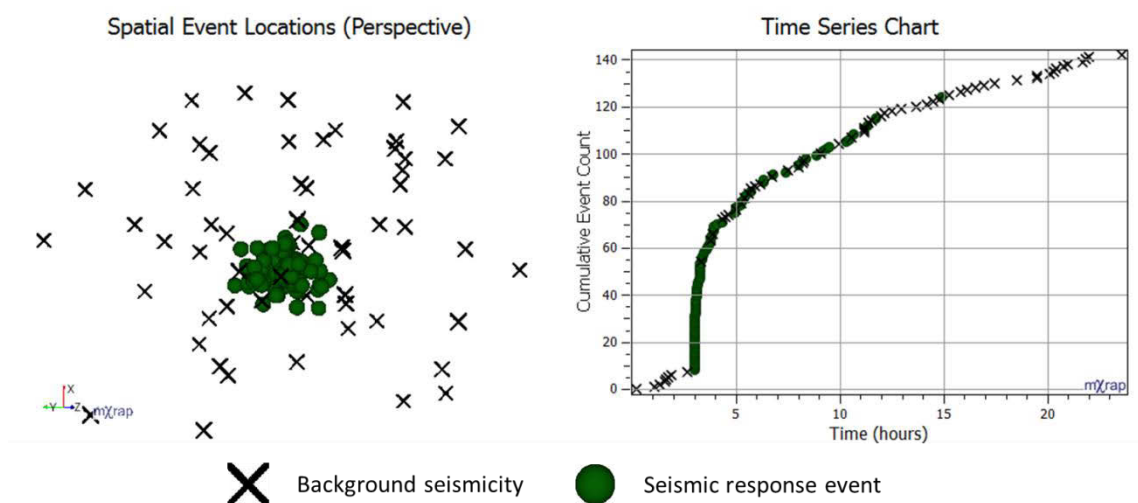 Spatial Event Locations (Perspective)
X
Y
Z
mXrap
Time Series Chart
Cumulative Event Count
140
120
100
80
60
40
20
0
5
10
15
20
mXrap
Time (hours)
Background seismicity
Seismic response event